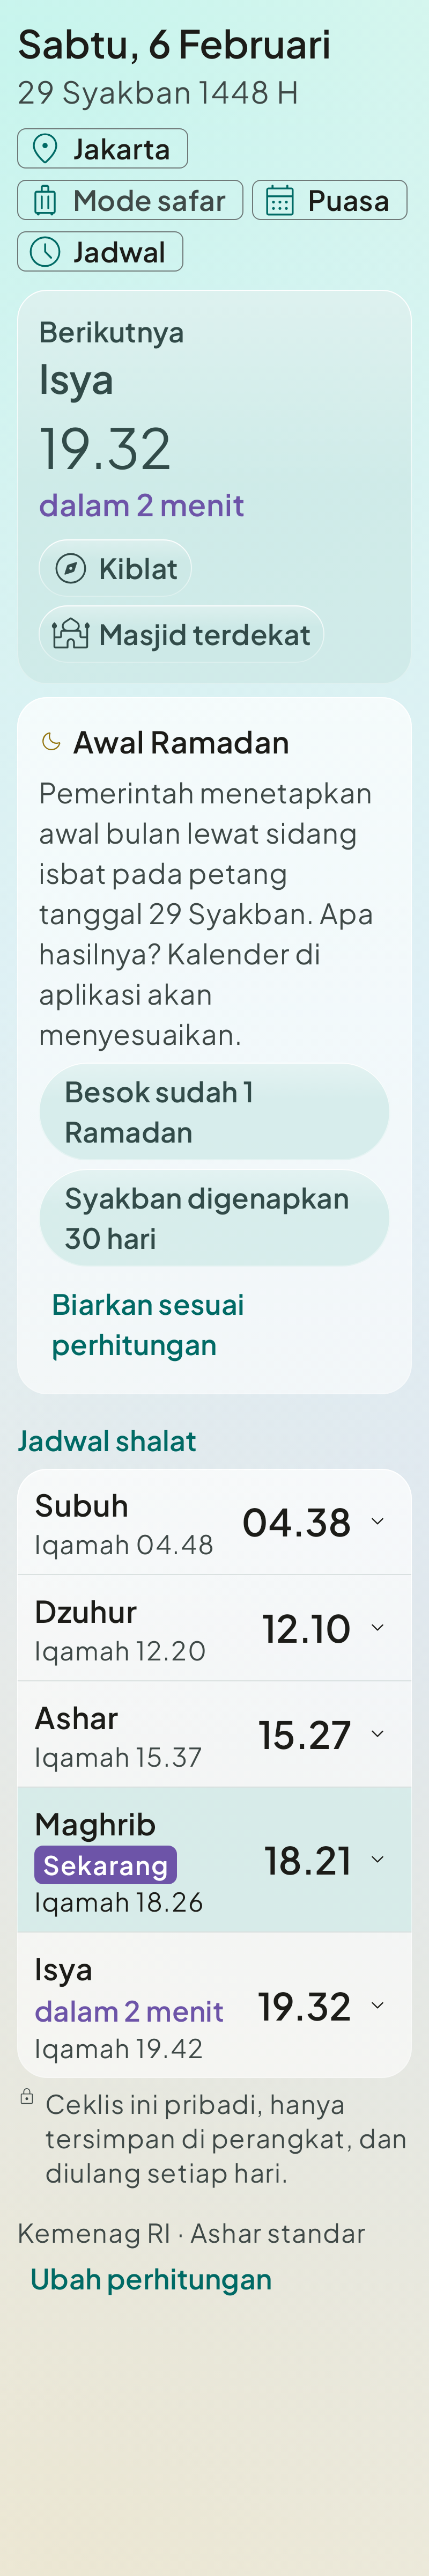 Sabtu, 6 Februari
29 Syakban 1448 H
Jakarta
Mode safar
Puasa
Jadwal
Berikutnya
Isya
19.32
dalam 2 menit
Kiblat
Masjid terdekat
Awal Ramadan
Pemerintah menetapkan
awal bulan lewat sidang
isbat pada petang
tanggal 29 Syakban. Apa
hasilnya? Kalender di
aplikasi akan
menyesuaikan.
Besok sudah 1
Ramadan
Syakban digenapkan
30 hari
Biarkan sesuai
perhitungan
Jadwal shalat
Subuh
04.38
Iqamah 04.48
Dzuhur
12.10
Iqamah 12.20
Ashar
15.27
Iqamah 15.37
Maghrib
Sekarang
18.21
Iqamah 18.26
Isya
dalam 2 menit
19.32
Iqamah 19.42
Ceklis ini pribadi, hanya
tersimpan di perangkat, dan
diulang setiap hari.
Kemenag RI · Ashar standar
Ubah perhitungan